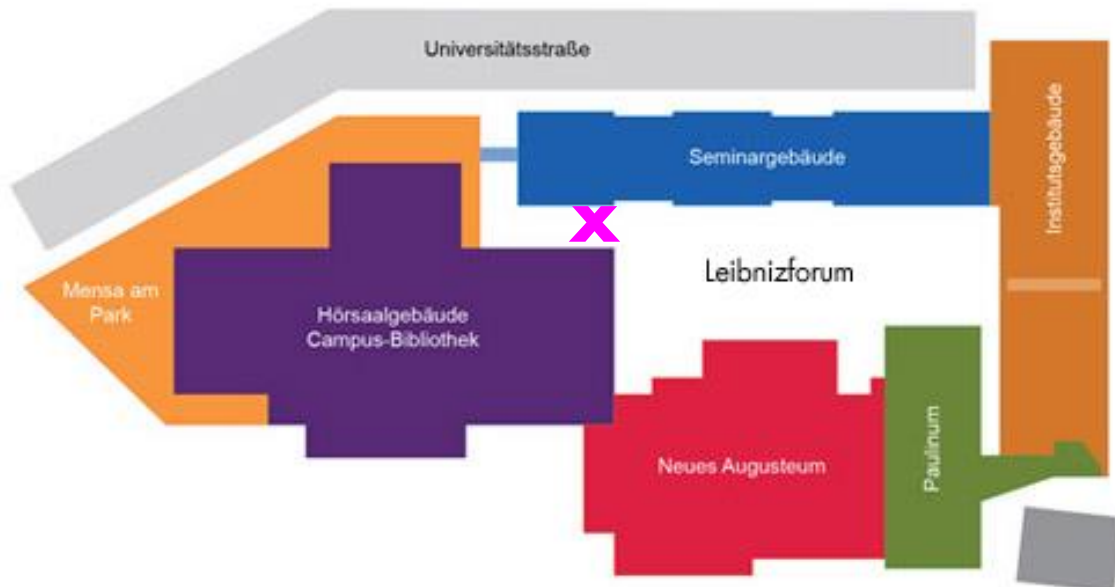 Universitätsstraße
Seminargebäude
Institutsgebäude
X
Leibnizforum
Mensa am
Park
Hörsaalgebäude
Campus-Bibliothek
Neues Augusteum
Paulinum